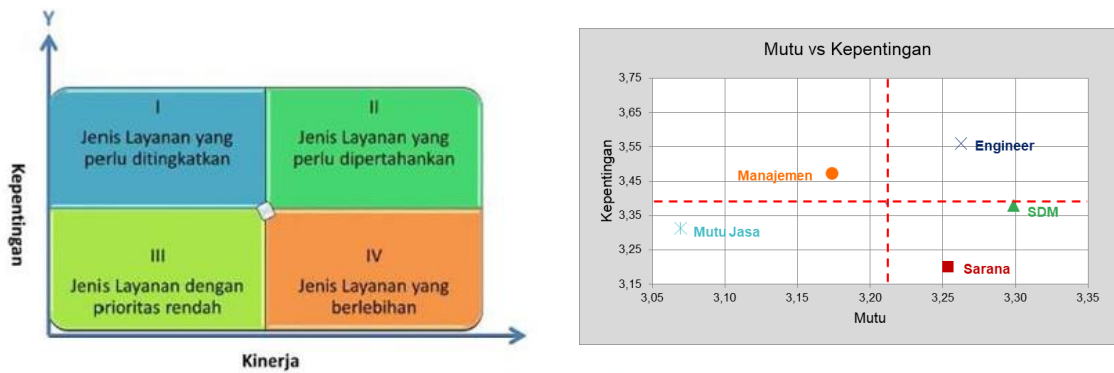 Y
I
Jenis Layanan yang
perlu ditingkatkan
II
Jenis Layanan yang
perlu dipertahankan
III
Jenis Layanan dengan
prioritas rendah
IV
Jenis Layanan yang
berlebihan
Kepentingan
Kinerja
Mutu vs Kepentingan
Kepentingan
3,75
3,65
3,55
3,45
3,35
3,25
3,15
Engineer
Manajemen
SDM
Mutu Jasa
Sarana
3,05
3,10
3,15
3,20
3,25
3,30
3,35
Mutu